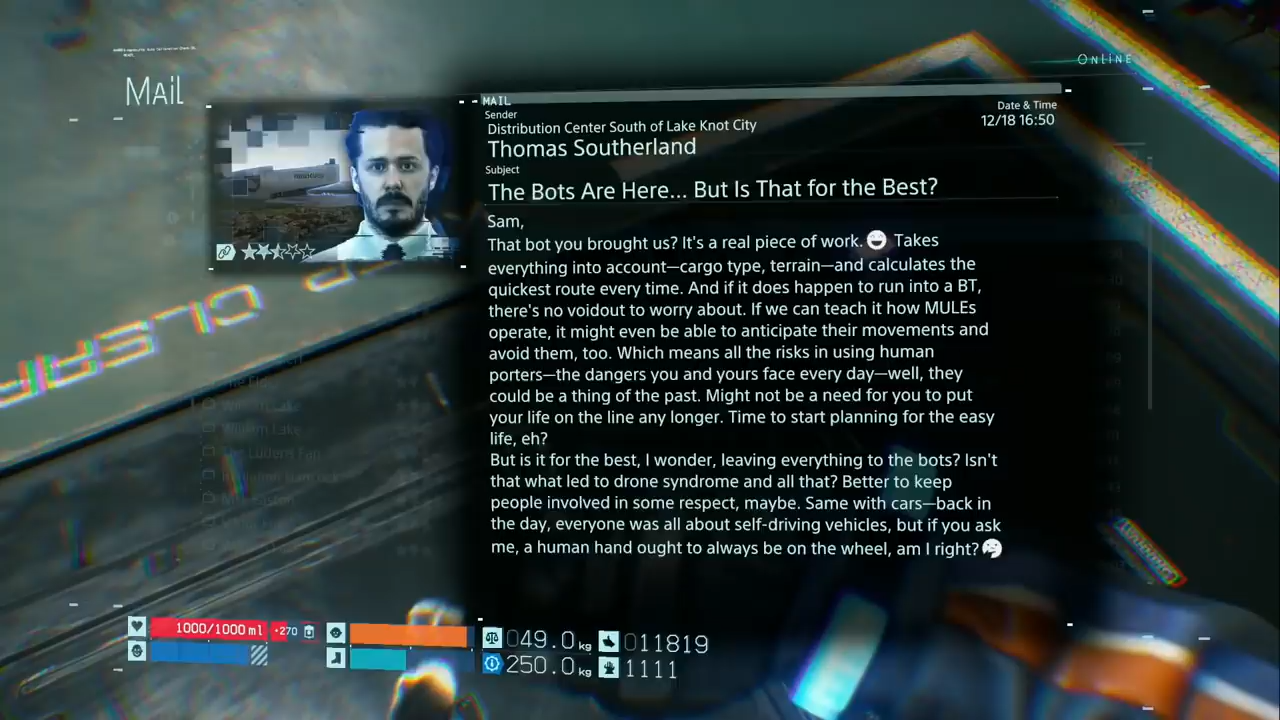 Mail
ONLINE
MAIL
Sender
Distribution Center South of Lake Knot City
Thomas Southerland
Date & Time
12/18 16:50
Subject
The Bots Are Here... But Is That for the Best?
Sam,
That bot you brought us? It's a real piece of work. Takes
everything into account—cargo type, terrain—and calculates the
quickest route every time. And if it does happen to run into a BT,
there's no voidout to worry about. If we can teach it how MULEs
operate, it might even be able to anticipate their movements and
avoid them, too. Which means all the risks in using human
porters—the dangers you and yours face every day—well, they
could be a thing of the past. Might not be a need for you to put
your life on the line any longer. Time to start planning for the easy
life, eh?
But is it for the best, I wonder, leaving everything to the bots? Isn't
that what led to drone syndrome and all that? Better to keep
people involved in some respect, maybe. Same with cars—back in
the day, everyone was all about self-driving vehicles, but if you ask
me, a human hand ought to always be on the wheel, am I right?
William Lake
The Ludens Fan
1000/1000 ml
270
049.0 kg
011819
250.0 kg
1111